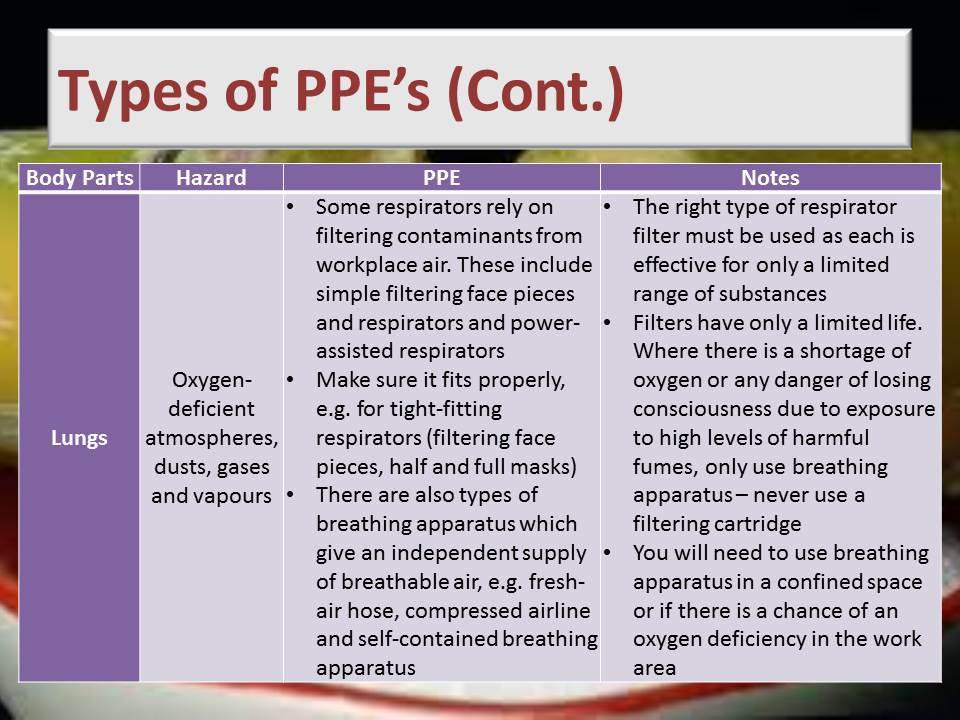 Types of PPE’s (Cont.)
Body Parts Hazard PPE Notes
Lungs
Oxygen-
deficient
atmospheres,
dusts, gases
and vapours
• Some respirators rely on
filtering contaminants from
workplace air. These include
simple filtering face pieces
and respirators and power-
assisted respirators
• Make sure it fits properly,
e.g. for tight-fitting
respirators (filtering face
pieces, half and full masks)
• There are also types of
breathing apparatus which
give an independent supply
of breathable air, e.g. fresh-
air hose, compressed airline
and self-contained breathing
apparatus
• The right type of respirator
filter must be used as each is
effective for only a limited
range of substances
• Filters have only a limited life.
Where there is a shortage of
oxygen or any danger of losing
consciousness due to exposure
to high levels of harmful
fumes, only use breathing
apparatus – never use a
filtering cartridge
• You will need to use breathing
apparatus in a confined space
or if there is a chance of an
oxygen deficiency in the work
area